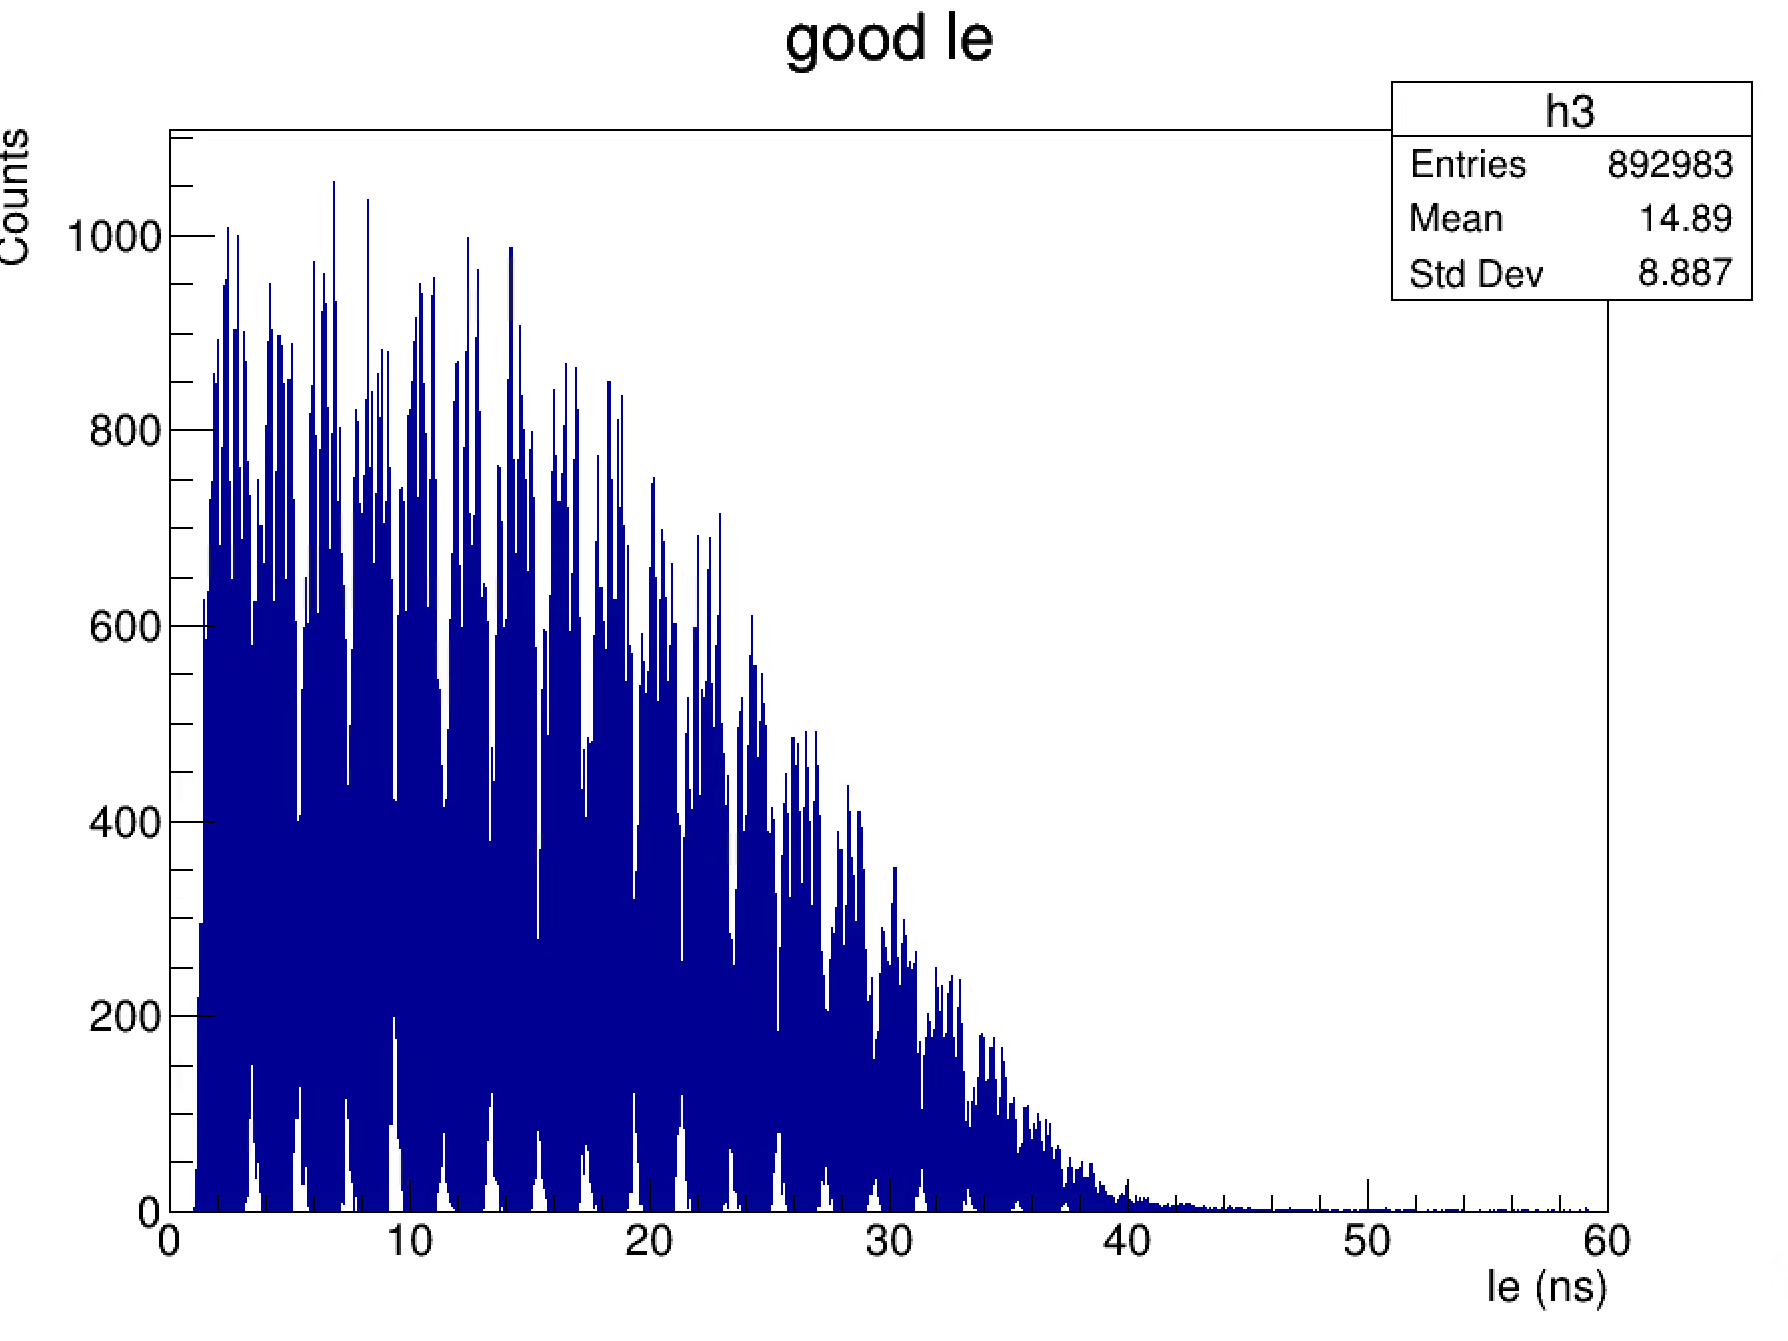 good le
h3
Entries 892983
Mean 14.89
Std Dev 8.887
Counts
1000
800
600
400
200
0
0 10 20 30 40 50 60
le (ns)